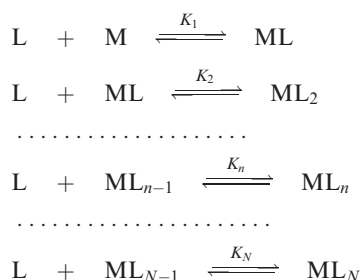 L + M ⇌ ML K₁
L + ML ⇌ ML₂ K₂
. . . . . . . . . . . . . . . . . . . . .
L + MLₙ₋₁ ⇌ MLₙ Kₙ
. . . . . . . . . . . . . . . . . . . . . . .
L + ML_{N−1} ⇌ ML_N K_N